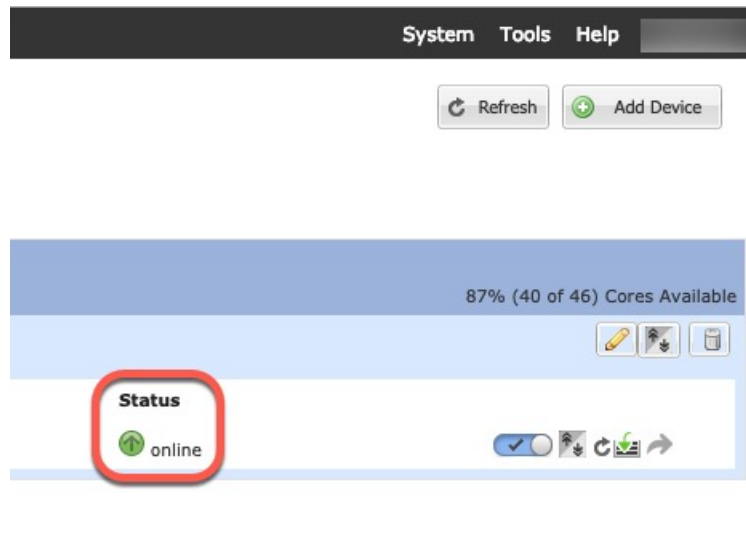 System Tools Help
Refresh Add Device
87% (40 of 46) Cores Available
Status
online